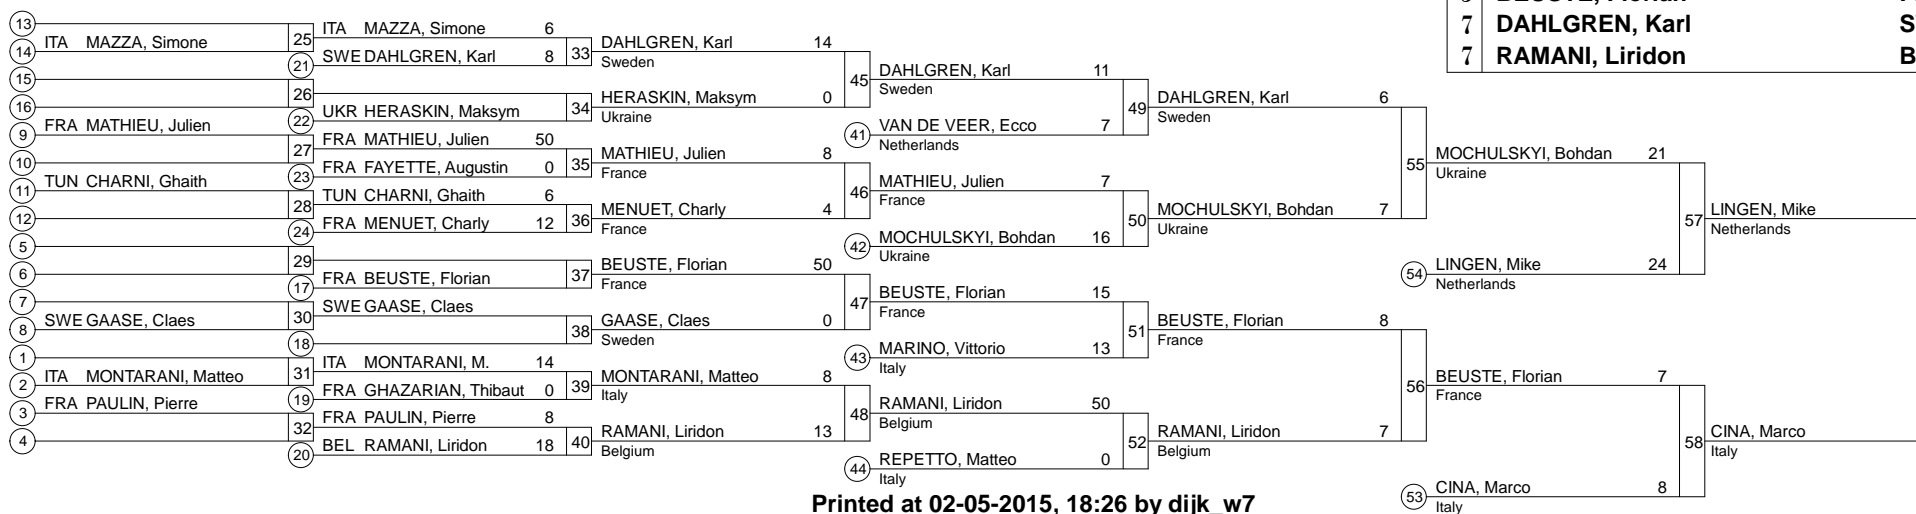 5 BEUSTE, Florian
7 DAHLGREN, Karl S
7 RAMANI, Liridon B
13
14 ITA MAZZA, Simone
15
16
9 FRA MATHIEU, Julien
10
11 TUN CHARNI, Ghaith
12
5
6
7
8 SWE GAASE, Claes
1
2 ITA MONTARANI, Matteo
3 FRA PAULIN, Pierre
4
25 ITA MAZZA, Simone 6
21 SWE DAHLGREN, Karl 8
26
22 UKR HERASKIN, Maksym
27 FRA MATHIEU, Julien 50
23 FRA FAYETTE, Augustin 0
28 TUN CHARNI, Ghaith 6
24 FRA MENUET, Charly 12
29
17 FRA BEUSTE, Florian
30 SWE GAASE, Claes
18
31 ITA MONTARANI, M. 14
19 FRA GHAZARIAN, Thibaut 0
32 FRA PAULIN, Pierre 8
20 BEL RAMANI, Liridon 18
33 DAHLGREN, Karl 14
Sweden
34 HERASKIN, Maksym 0
Ukraine
35 MATHIEU, Julien 8
France
36 MENUET, Charly 4
France
37 BEUSTE, Florian 50
France
38 GAASE, Claes 0
Sweden
39 MONTARANI, Matteo 8
Italy
40 RAMANI, Liridon 13
Belgium
45 DAHLGREN, Karl 11
Sweden
41 VAN DE VEER, Ecco 7
Netherlands
46 MATHIEU, Julien 7
France
42 MOCHULSKYI, Bohdan 16
Ukraine
47 BEUSTE, Florian 15
France
43 MARINO, Vittorio 13
Italy
48 RAMANI, Liridon 50
Belgium
44 REPETTO, Matteo 0
Italy
49 DAHLGREN, Karl 6
Sweden
50 MOCHULSKYI, Bohdan 7
Ukraine
51 BEUSTE, Florian 8
France
52 RAMANI, Liridon 7
Belgium
55 MOCHULSKYI, Bohdan 21
Ukraine
54 LINGEN, Mike 24
Netherlands
56 BEUSTE, Florian 7
France
53 CINA, Marco 8
Italy
57 LINGEN, Mike
Netherlands
58 CINA, Marco
Italy
Printed at 02-05-2015, 18:26 by dijk_w7